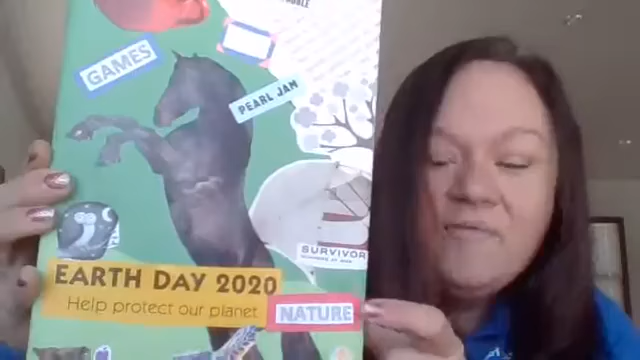 GAMES
PEARL JAM
SURVIVOR
EARTH DAY 2020
Help protect our planet
NATURE